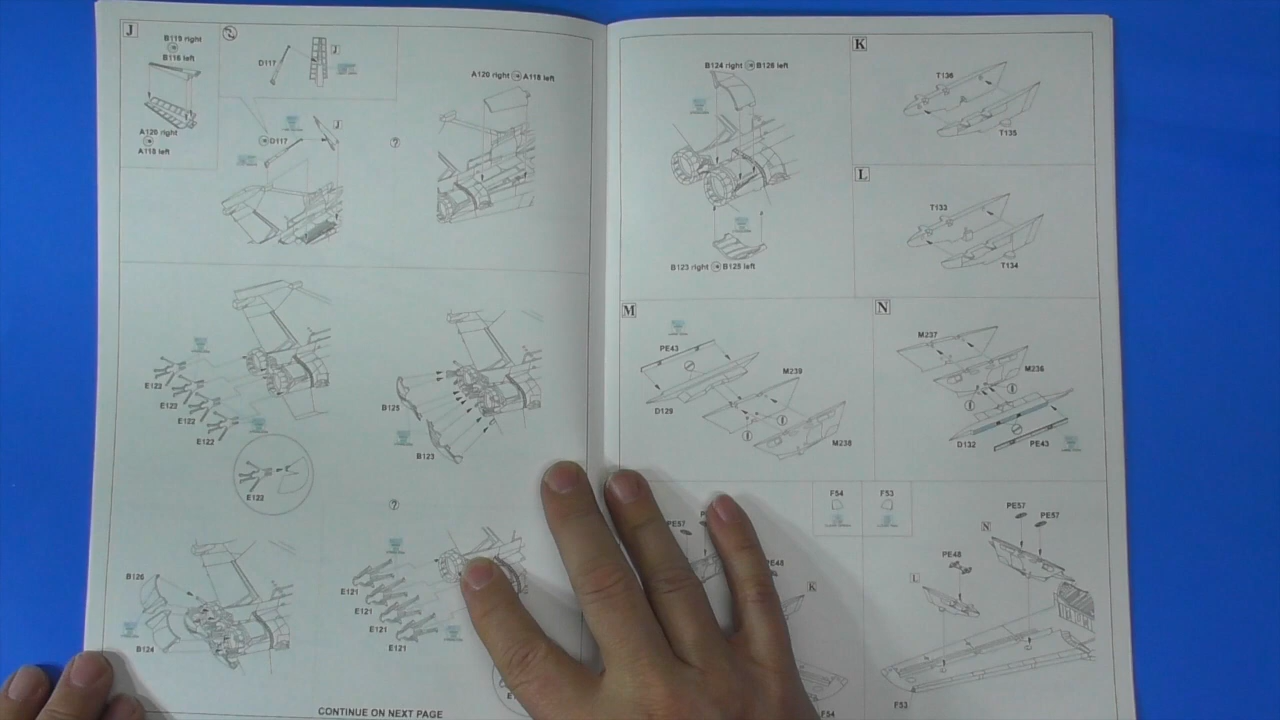 J
B119 right
B116 left
A120 right
A118 left
D117
J
D117
J
?
A120 right A118 left
E122
E122
E122
E122
E122
B125
B123
?
B126
B124
E121
E121
E121
E121
CONTINUE ON NEXT PAGE
B124 right B126 left
B123 right B125 left
K
T136
T135
L
T133
T134
M
PE43
D129
M239
M238
N
M237
M236
D132
PE43
PE57
K
F54
F54
F53
PE57
PE57
N
PE48
L
F53